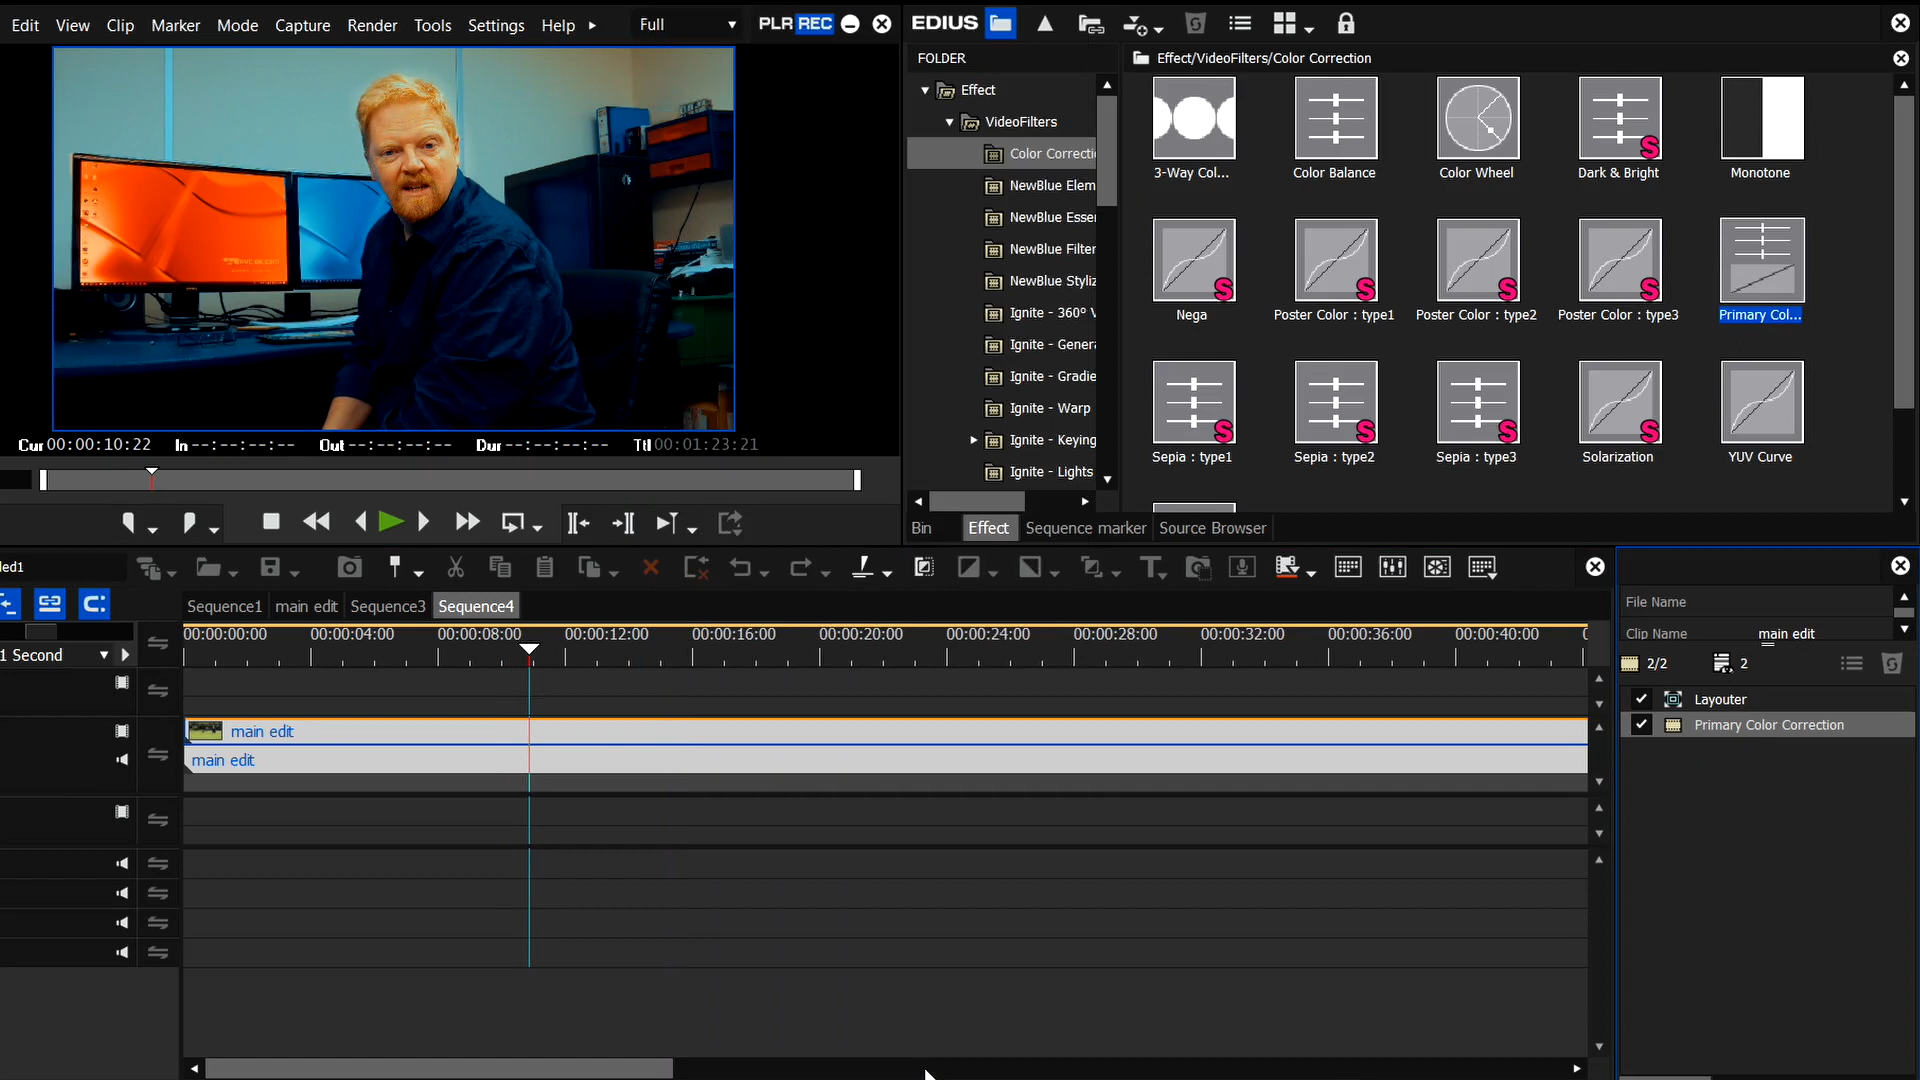 Edit View Clip Marker Mode Capture Render Tools Settings Help Full PLR REC
Cur 00:00:10:22 In --:--:--:-- Out --:--:--:-- Dur --:--:--:-- Ttl 00:01:23:21
EDIUS
FOLDER
Effect
VideoFilters
Color Correcti
NewBlue Elem
NewBlue Esse
NewBlue Filter
NewBlue Styliz
Ignite - 360º V
Ignite - Genera
Ignite - Gradie
Ignite - Warp
Ignite - Keying
Ignite - Lights
Effect/VideoFilters/Color Correction
3-Way Col... Color Balance Color Wheel Dark & Bright Monotone
Nega Poster Color : type1 Poster Color : type2 Poster Color : type3 Primary Col...
Sepia : type1 Sepia : type2 Sepia : type3 Solarization YUV Curve
Bin Effect Sequence marker Source Browser
led1
Sequence1 main edit Sequence3 Sequence4
00:00:00:00 00:00:04:00 00:00:08:00 00:00:12:00 00:00:16:00 00:00:20:00 00:00:24:00 00:00:28:00 00:00:32:00 00:00:36:00 00:00:40:00
1 Second
main edit
main edit
File Name
Clip Name main edit
2/2 2
Layouter
Primary Color Correction